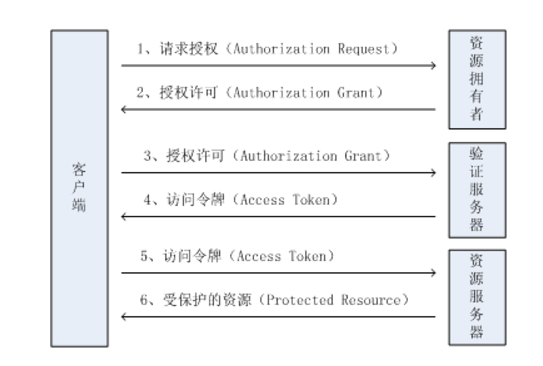 1、请求授权（Authorization Request）
资源拥有者
2、授权许可（Authorization Grant）
客户端
3、授权许可（Authorization Grant）
验证服务器
4、访问令牌（Access Token）
5、访问令牌（Access Token）
资源服务器
6、受保护的资源（Protected Resource）